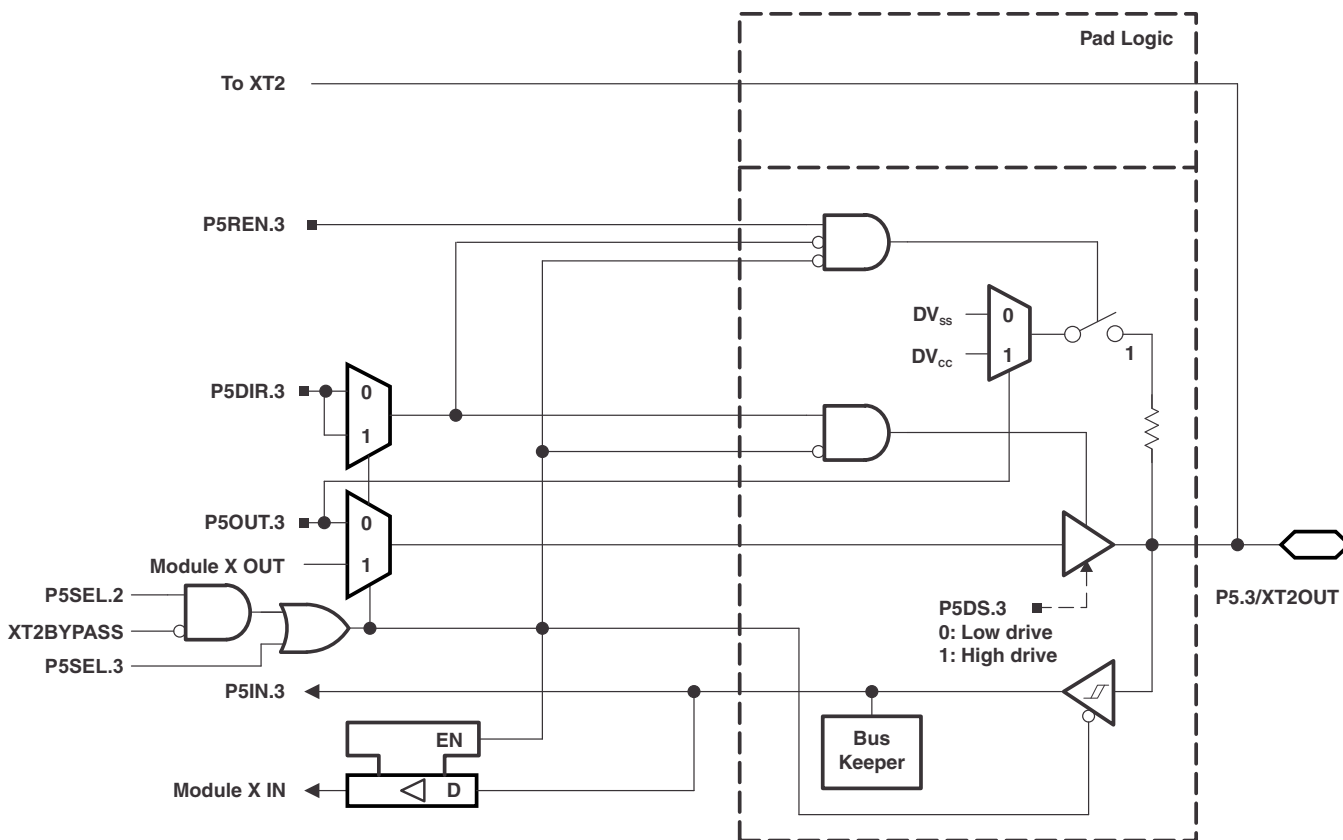 Pad Logic
To XT2
P5REN.3
DVss
0
DVcc
1
1
P5DIR.3
0
1
P5OUT.3
0
Module X OUT
1
P5SEL.2
XT2BYPASS
P5SEL.3
P5DS.3
0: Low drive
1: High drive
P5.3/XT2OUT
P5IN.3
Bus
Keeper
EN
Module X IN
D